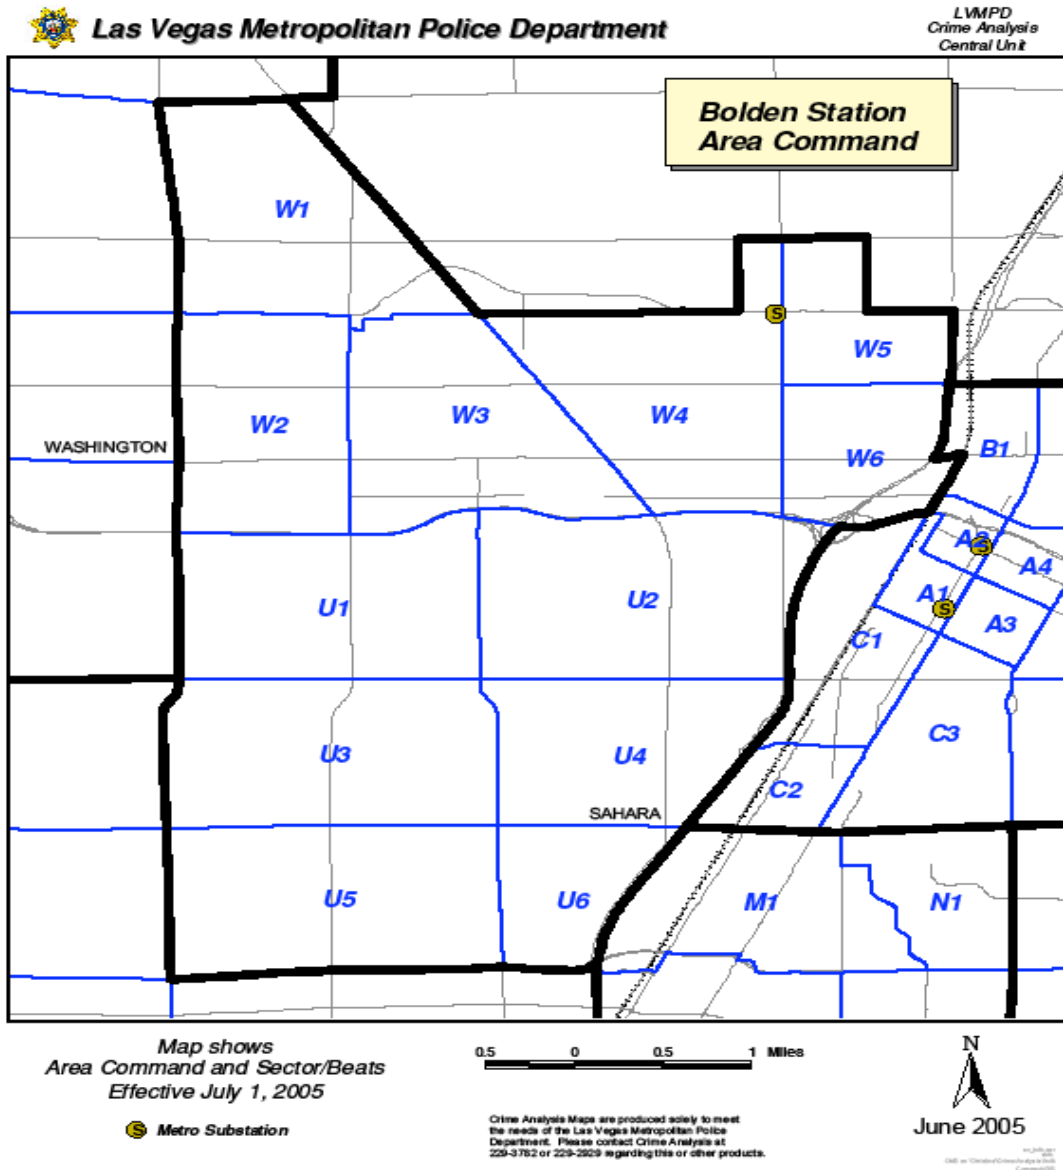 Las Vegas Metropolitan Police Department
LVMPD
Crime Analysis
Central Unit
Bolden Station
Area Command
W1
W5
W2
W3
W4
WASHINGTON
W6
B1
A2
S
S
A4
A1
S
A3
U1
U2
C1
U3
U4
C3
C2
SAHARA
U5
U6
M1
N1
Map shows
Area Command and Sector/Beats
Effective July 1, 2005
S Metro Substation
0.5 0 0.5 1 Miles
Crime Analysis Maps are produced solely to meet
the needs of the Las Vegas Metropolitan Police
Department. Please contact Crime Analysis at
229-3782 or 229-2929 regarding this or other products.
N
June 2005